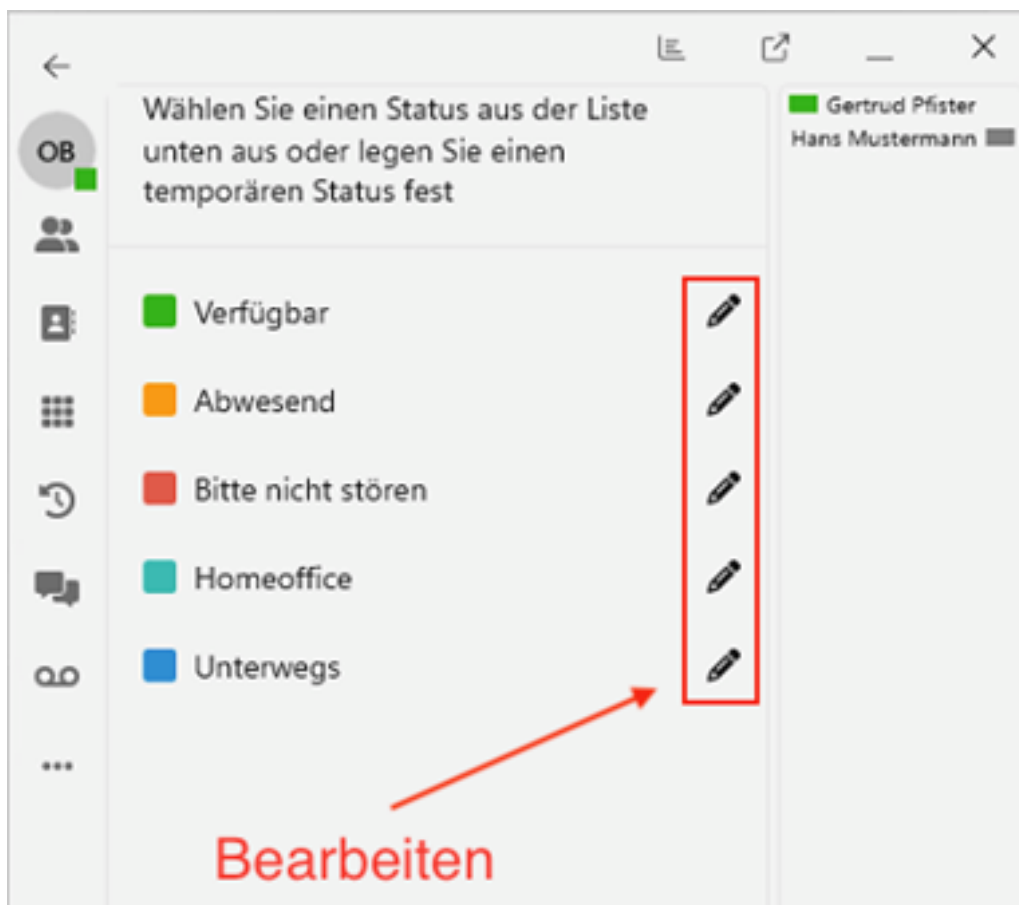 Wählen Sie einen Status aus der Liste
unten aus oder legen Sie einen
temporären Status fest
Gertrud Pfister
Hans Mustermann
OB
Verfügbar
Abwesend
Bitte nicht stören
Homeoffice
Unterwegs
Bearbeiten